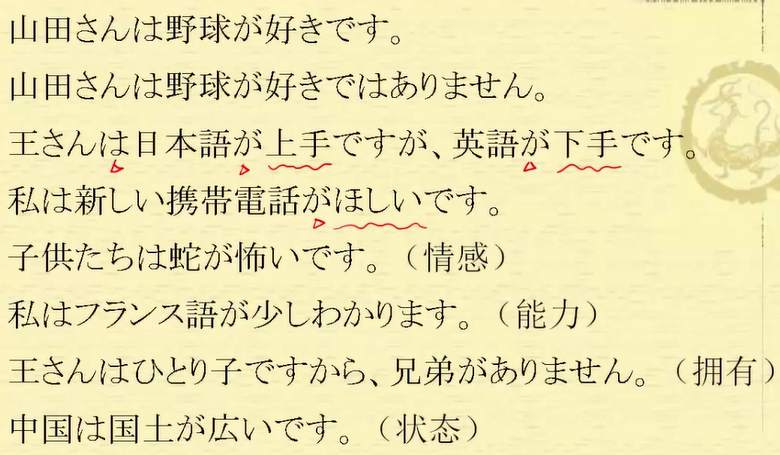 山田さんは野球が好きです。
山田さんは野球が好きではありません。
王さんは日本語が上手ですが、英語が下手です。
私は新しい携帯電話がほしいです。
子供たちは蛇が怖いです。（情感）
私はフランス語が少しわかります。（能力）
王さんはひとり子ですから、兄弟がありません。（拥有）
中国は国土が広いです。（状态）